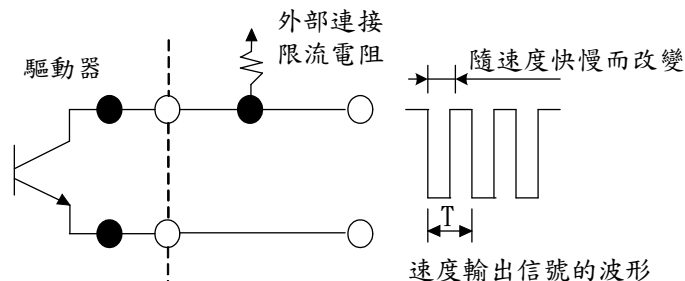 外部連接
限流電阻
驅動器
隨速度快慢而改變
T
速度輸出信號的波形